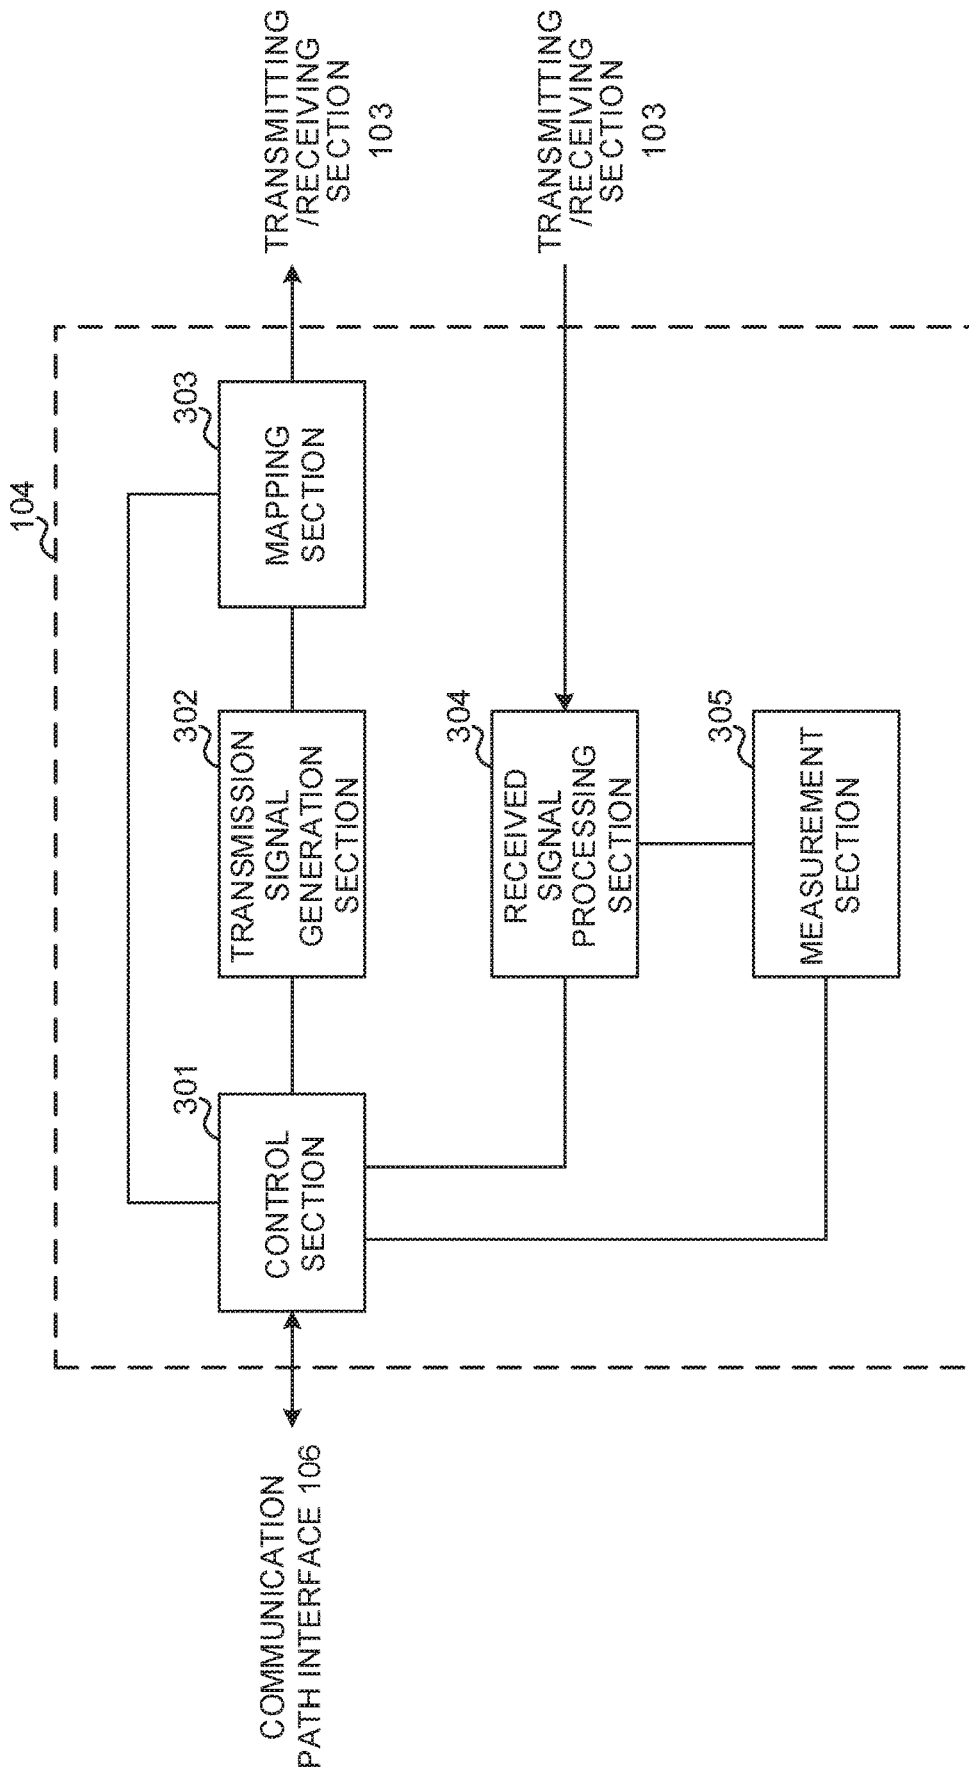 104
COMMUNICATION
PATH INTERFACE 106
301
CONTROL
SECTION
302
TRANSMISSION
SIGNAL
GENERATION
SECTION
303
MAPPING
SECTION
TRANSMITTING
/RECEIVING
SECTION
103
304
RECEIVED
SIGNAL
PROCESSING
SECTION
TRANSMITTING
/RECEIVING
SECTION
103
305
MEASUREMENT
SECTION